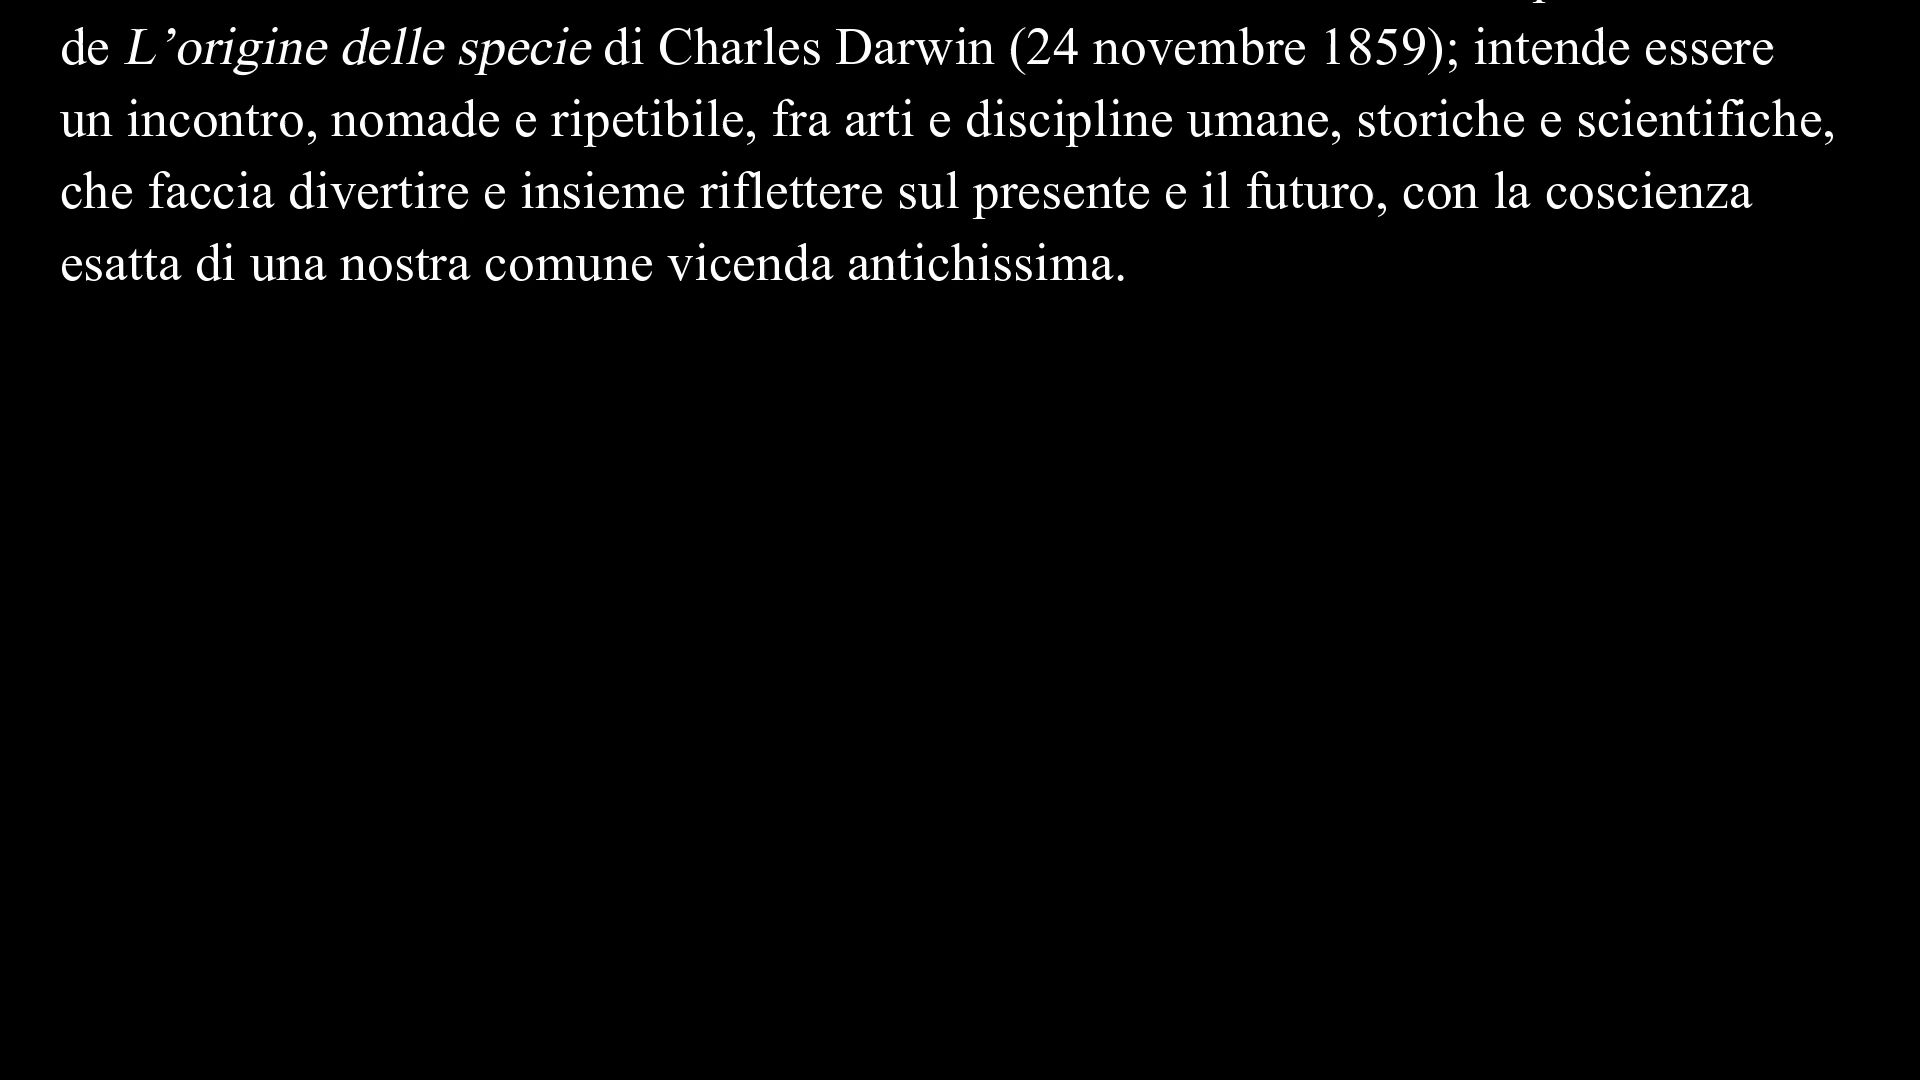 de L’origine delle specie di Charles Darwin (24 novembre 1859); intende essere
un incontro, nomade e ripetibile, fra arti e discipline umane, storiche e scientifiche,
che faccia divertire e insieme riflettere sul presente e il futuro, con la coscienza
esatta di una nostra comune vicenda antichissima.